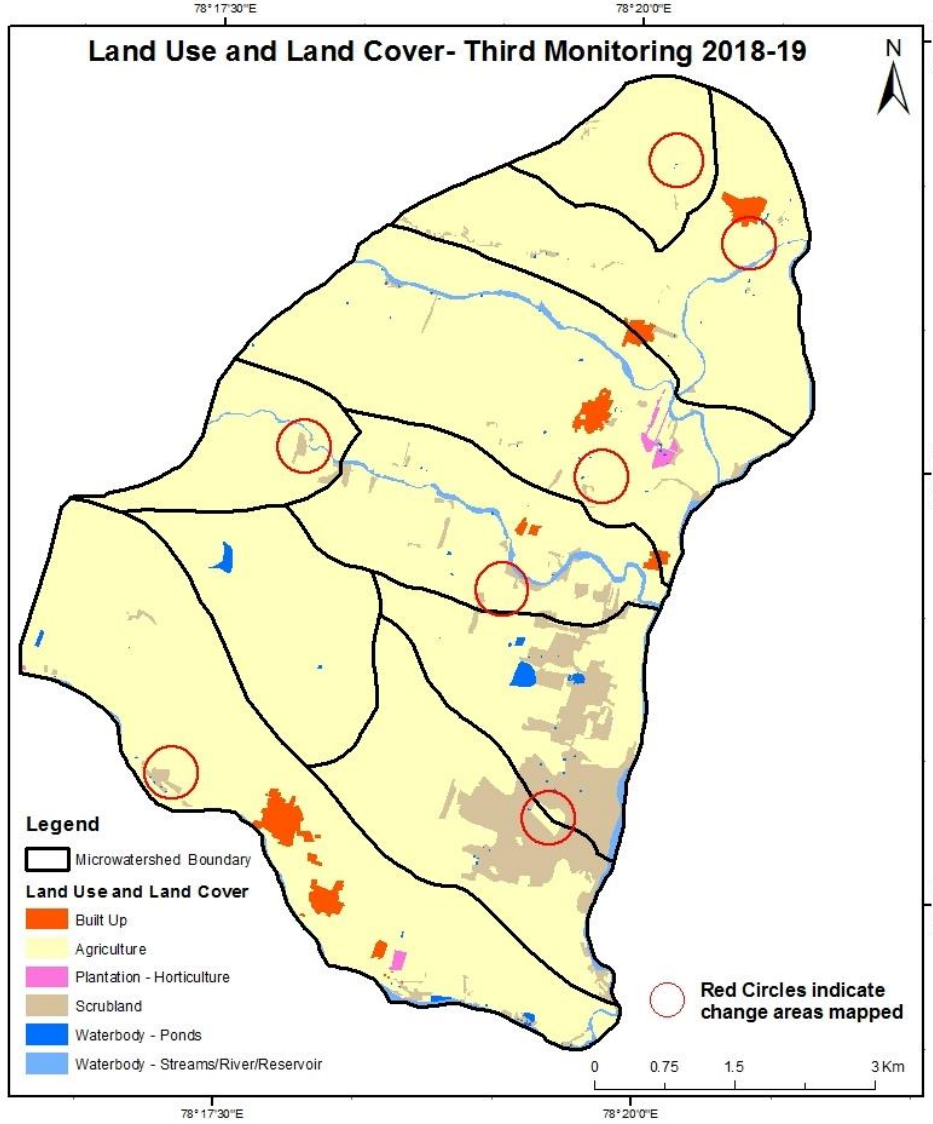 78° 17'30"E
78° 20'0"E
Land Use and Land Cover- Third Monitoring 2018-19
N
Legend
Microwatershed Boundary
Land Use and Land Cover
Built Up
Agriculture
Plantation - Horticulture
Scrubland
Waterbody - Ponds
Waterbody - Streams/River/Reservoir
Red Circles indicate
change areas mapped
0 0.75 1.5 3 Km
78° 17'30"E
78° 20'0"E